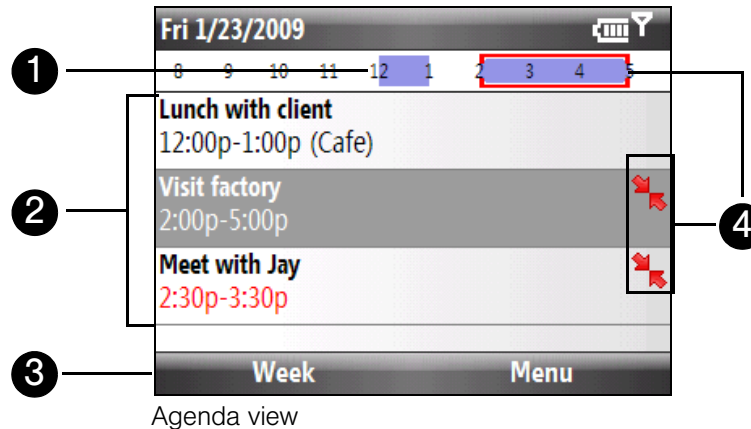 Fri 1/23/2009
1
8 9 10 11 12 1 2 3 4 5
Lunch with client
12:00p-1:00p (Cafe)
2
Visit factory
2:00p-5:00p
4
Meet with Jay
2:30p-3:30p
3
Week Menu
Agenda view